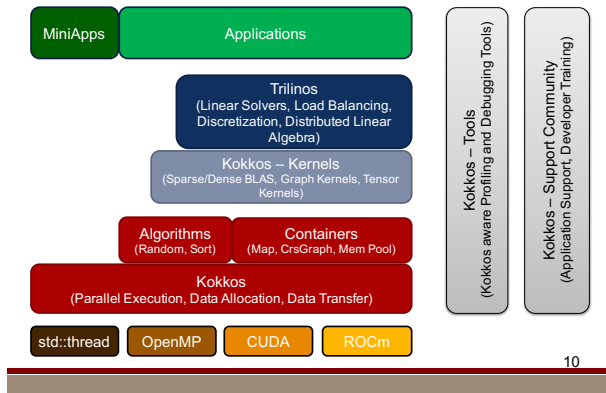 MiniApps
Applications
Trilinos
(Linear Solvers, Load Balancing,
Discretization, Distributed Linear
Algebra)
Kokkos – Kernels
(Sparse/Dense BLAS, Graph Kernels, Tensor
Kernels)
Algorithms
(Random, Sort)
Containers
(Map, CrsGraph, Mem Pool)
Kokkos
(Parallel Execution, Data Allocation, Data Transfer)
std::thread
OpenMP
CUDA
ROCm
Kokkos – Tools
(Kokkos aware Profiling and Debugging Tools)
Kokkos – Support Community
(Application Support, Developer Training)
10